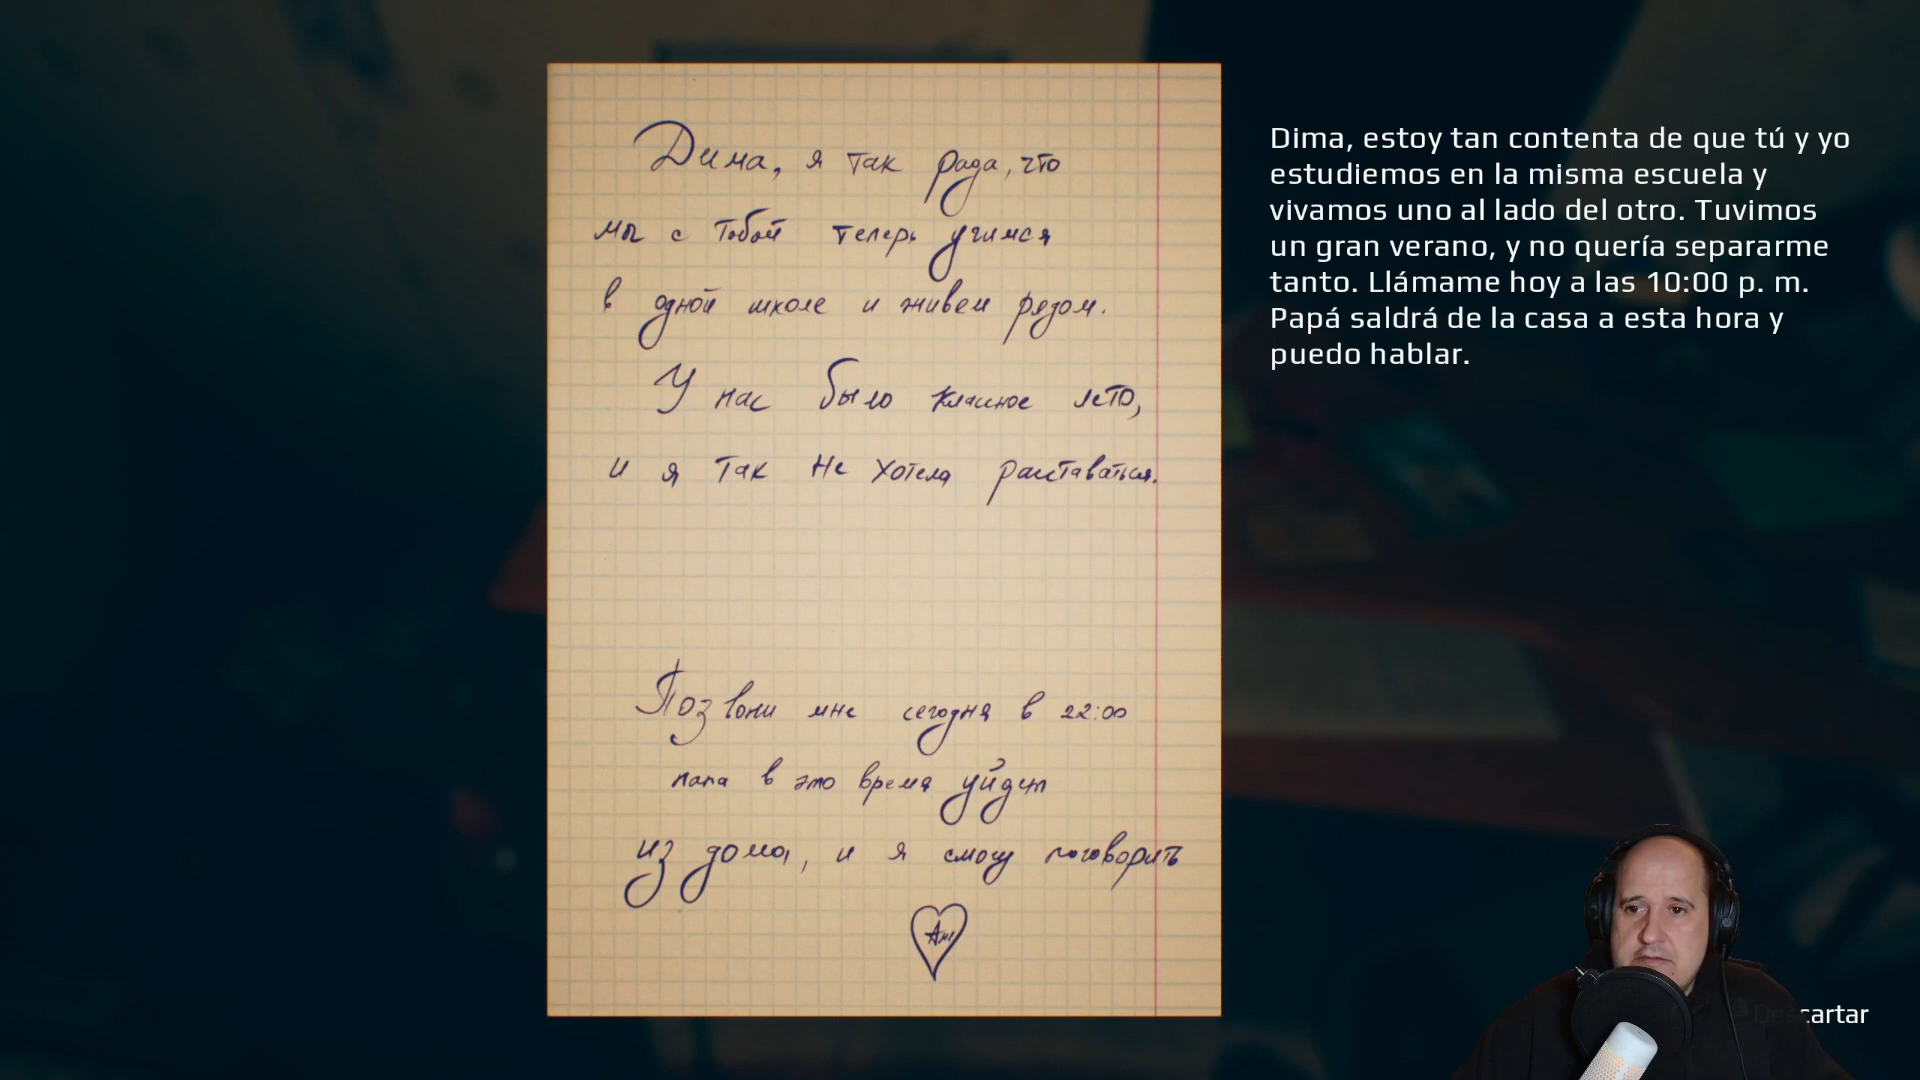 Дима, я так рада, что
мы с тобой теперь учимся
в одной школе и живем рядом.
У нас было классное лето,
и я так не хотела расставаться.
Позвони мне сегодня в 22:00
папа в это время уйдет
из дома, и я смогу поговорить
Аня
Dima, estoy tan contenta de que tú y yo
estudiemos en la misma escuela y
vivamos uno al lado del otro. Tuvimos
un gran verano, y no quería separarme
tanto. Llámame hoy a las 10:00 p. m.
Papá saldrá de la casa a esta hora y
puedo hablar.
Descartar